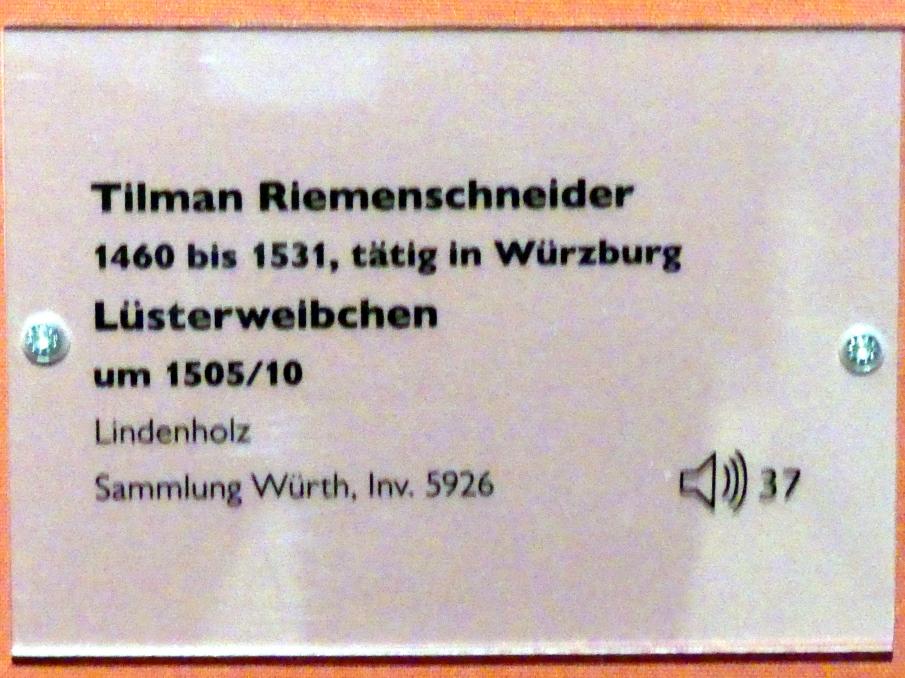 Tilman Riemenschneider
1460 bis 1531, tätig in Würzburg
Lüsterweibchen
um 1505/10
Lindenholz
Sammlung Würth, Inv. 5926
37